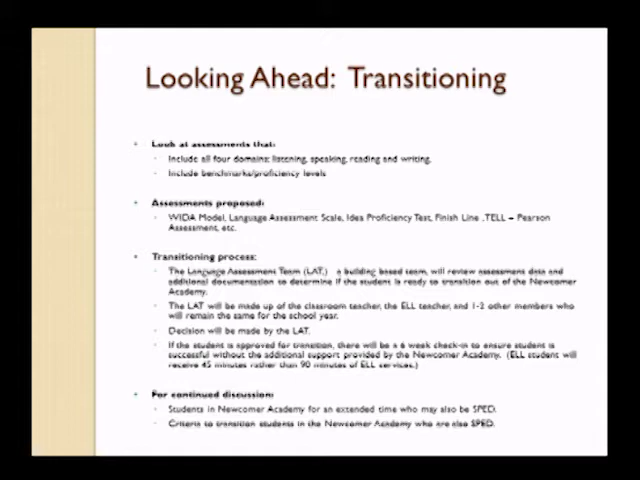 Looking Ahead: Transitioning
Look at assessments that:
Include all four domains: listening, speaking, reading and writing.
Include benchmarks/proficiency levels
Assessments proposed:
WIDA Model, Language Assessment Scale, Idea Proficiency Test, Finish Line ,TELL – Pearson
Assessment, etc.
Transitioning process:
The Language Assessment Team (LAT,) a building based team, will review assessment data and
additional documentation to determine if the student is ready to transition out of the Newcomer
Academy.
The LAT will be made up of the classroom teacher, the ELL teacher, and 1-2 other members who
will remain the same for the school year.
Decision will be made by the LAT.
If the student is approved for transition, there will be a 6 week check-in to ensure student is
successful without the additional support provided by the Newcomer Academy. (ELL student will
receive 45 minutes rather than 90 minutes of ELL services.)
For continued discussion:
Students in Newcomer Academy for an extended time who may also be SPED.
Criteria to transition students in the Newcomer Academy who are also SPED.